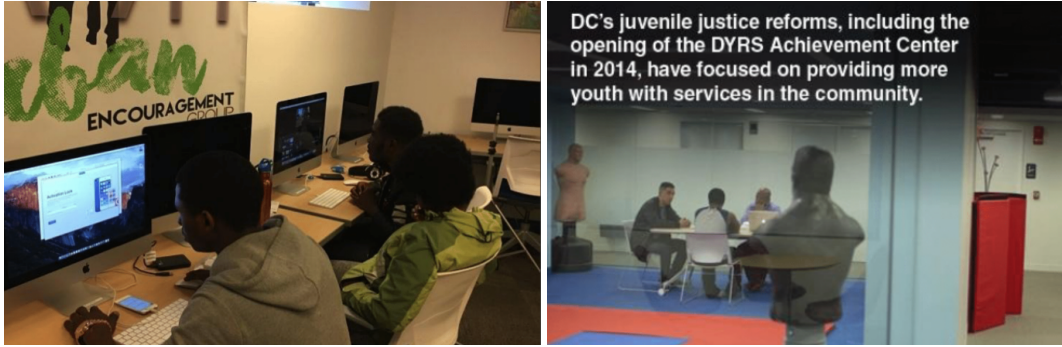 ban
ENCOURAGEMENT
GROUP
DC's juvenile justice reforms, including the
opening of the DYRS Achievement Center
in 2014, have focused on providing more
youth with services in the community.